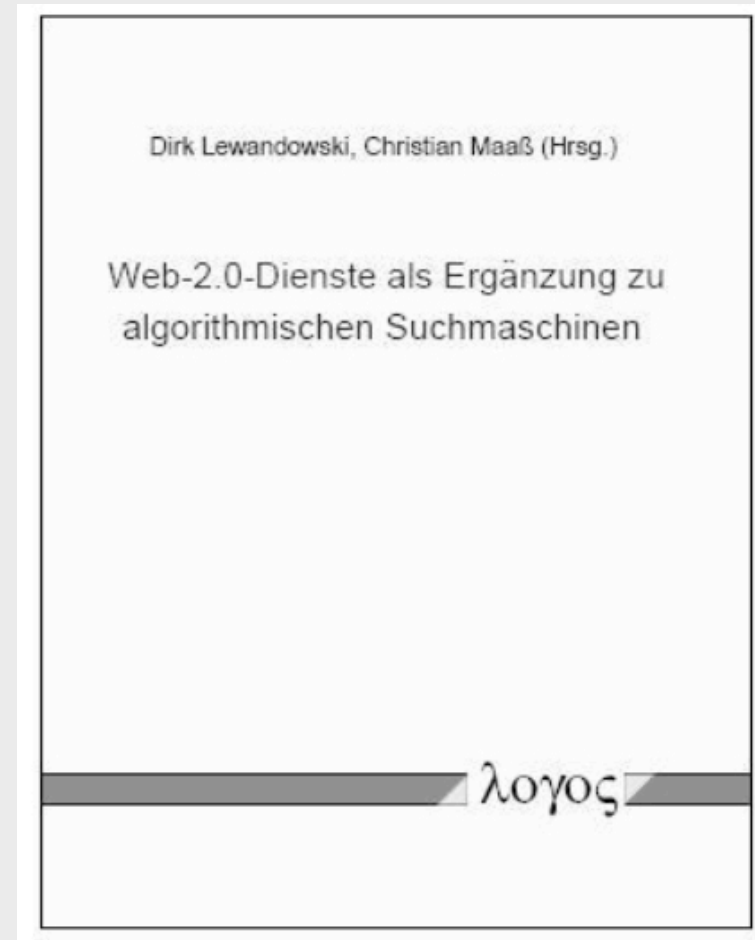 Dirk Lewandowski, Christian Maaß (Hrsg.)
Web-2.0-Dienste als Ergänzung zu
algorithmischen Suchmaschinen
λογος